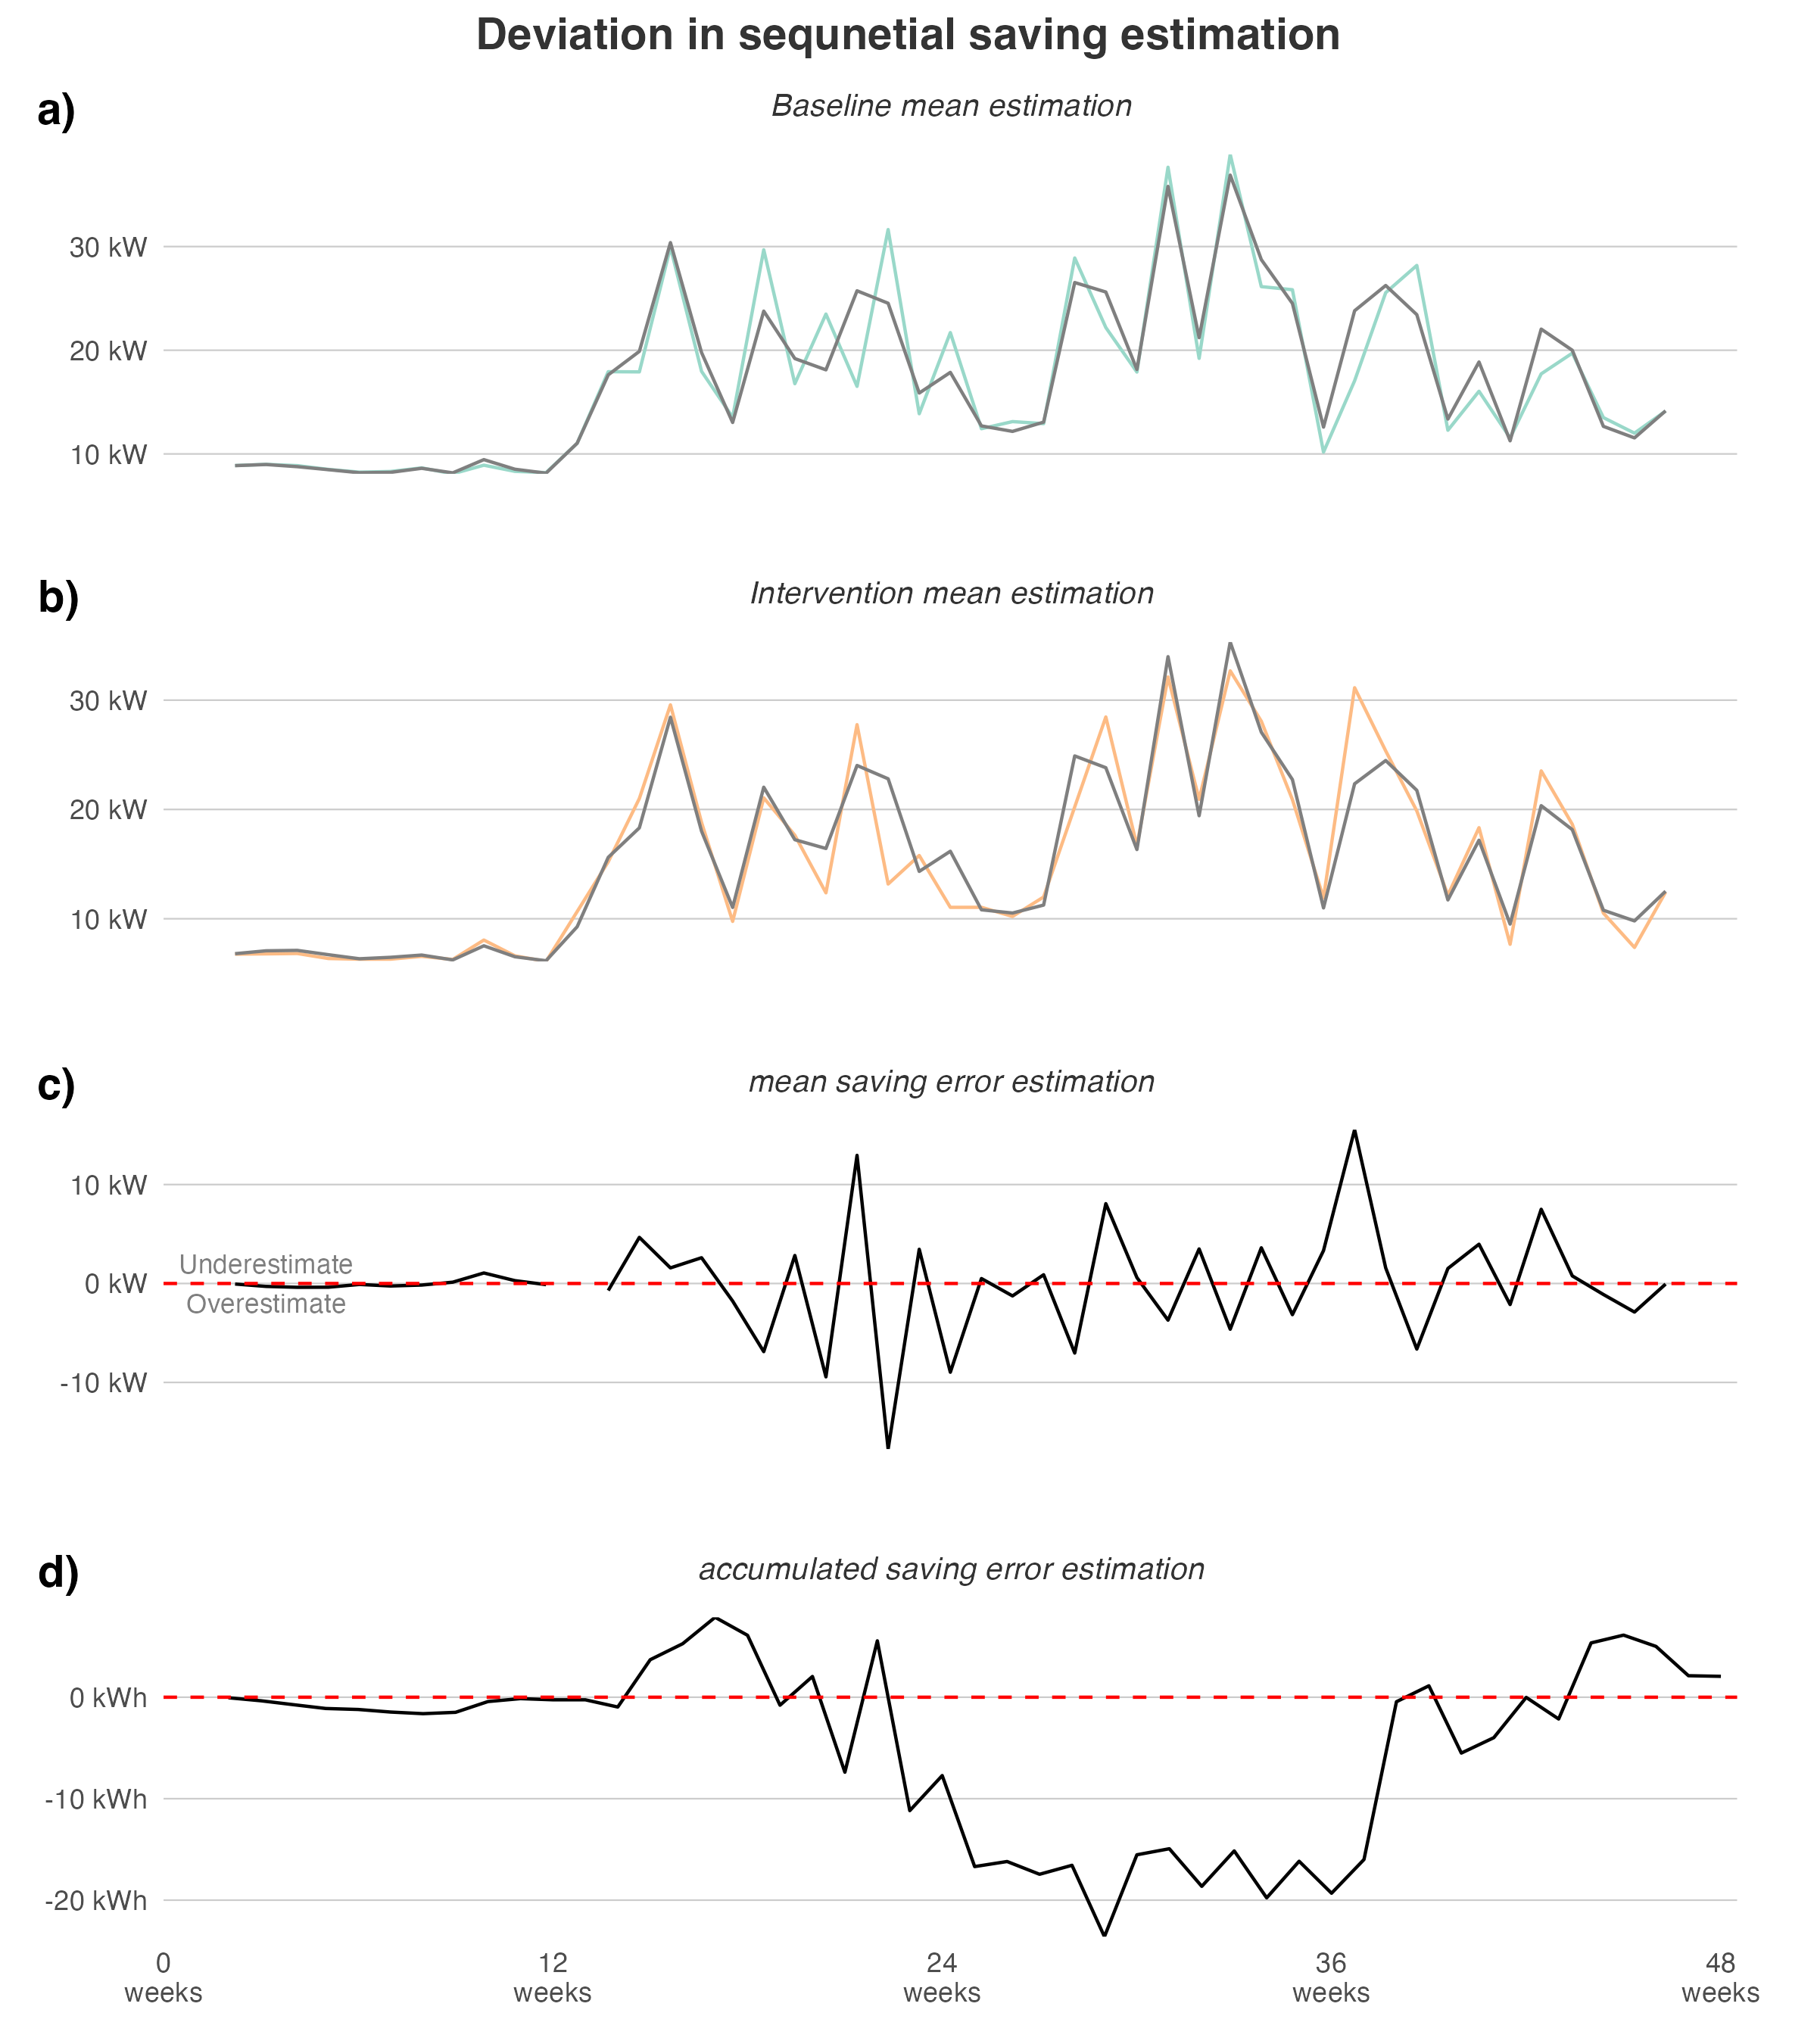 Deviation in sequnetial saving estimation
a)
Baseline mean estimation
30 kW
20 kW
10 kW
b)
Intervention mean estimation
30 kW
20 kW
10 kW
c)
mean saving error estimation
10 kW
Underestimate
0 kW
Overestimate
-10 kW
d)
accumulated saving error estimation
0 kWh
-10 kWh
-20 kWh
0 12 24 36 48
weeks weeks weeks weeks weeks